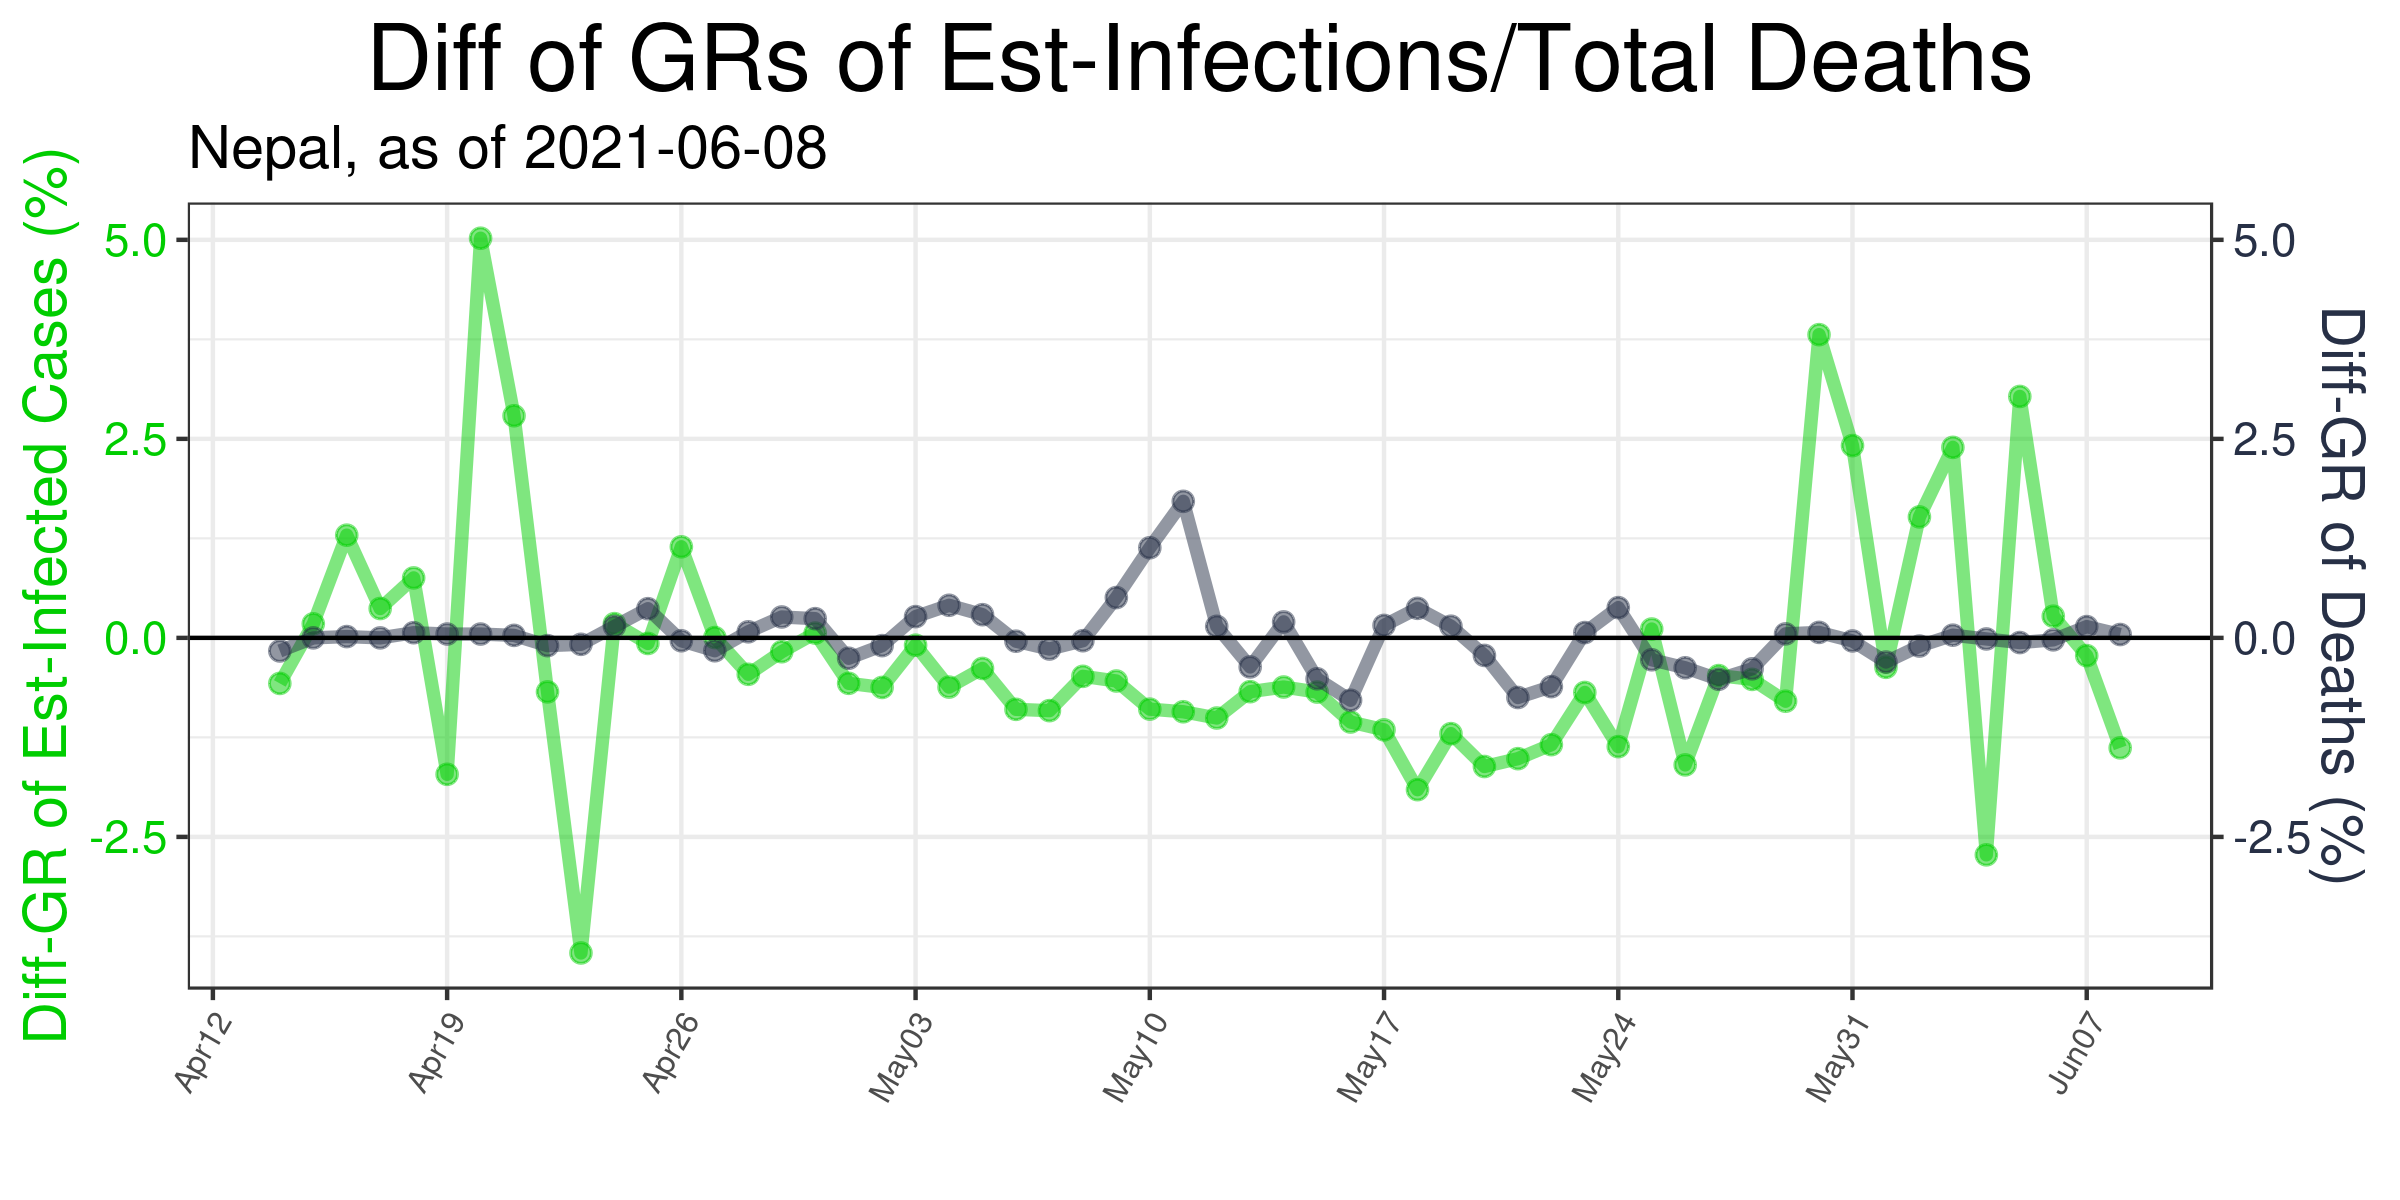 Diff of GRs of Est-Infections/Total Deaths
Nepal, as of 2021-06-08
Diff-GR of Est-Infected Cases (%)
5.0
2.5
0.0
-2.5
5.0
2.5
0.0
-2.5
Diff-GR of Deaths (%)
Apr12
Apr19
Apr26
May03
May10
May17
May24
May31
Jun07